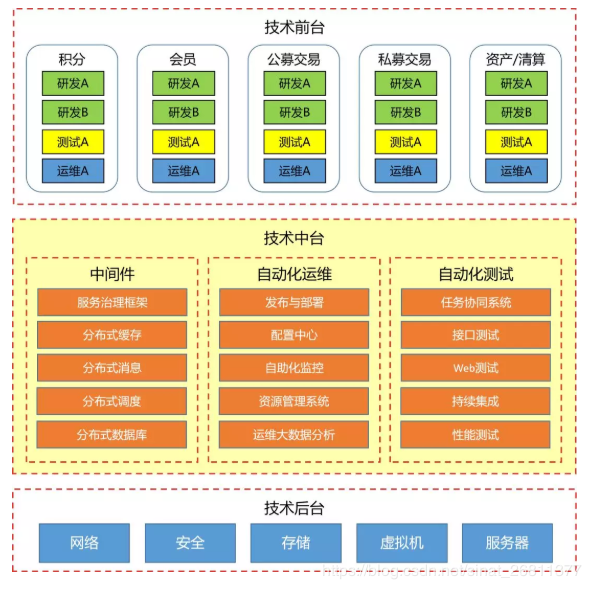 技术前台
积分 会员 公募交易 私募交易 资产/清算
研发A 研发A 研发A 研发A 研发A
研发B 研发B 研发B 研发B 研发B
测试A 测试A 测试A 测试A 测试A
运维A 运维A 运维A 运维A 运维A
技术中台
中间件 自动化运维 自动化测试
服务治理框架 发布与部署 任务协同系统
分布式缓存 配置中心 接口测试
分布式消息 自助化监控 Web测试
分布式调度 资源管理系统 持续集成
分布式数据库 运维大数据分析 性能测试
技术后台
网络 安全 存储 虚拟机 服务器